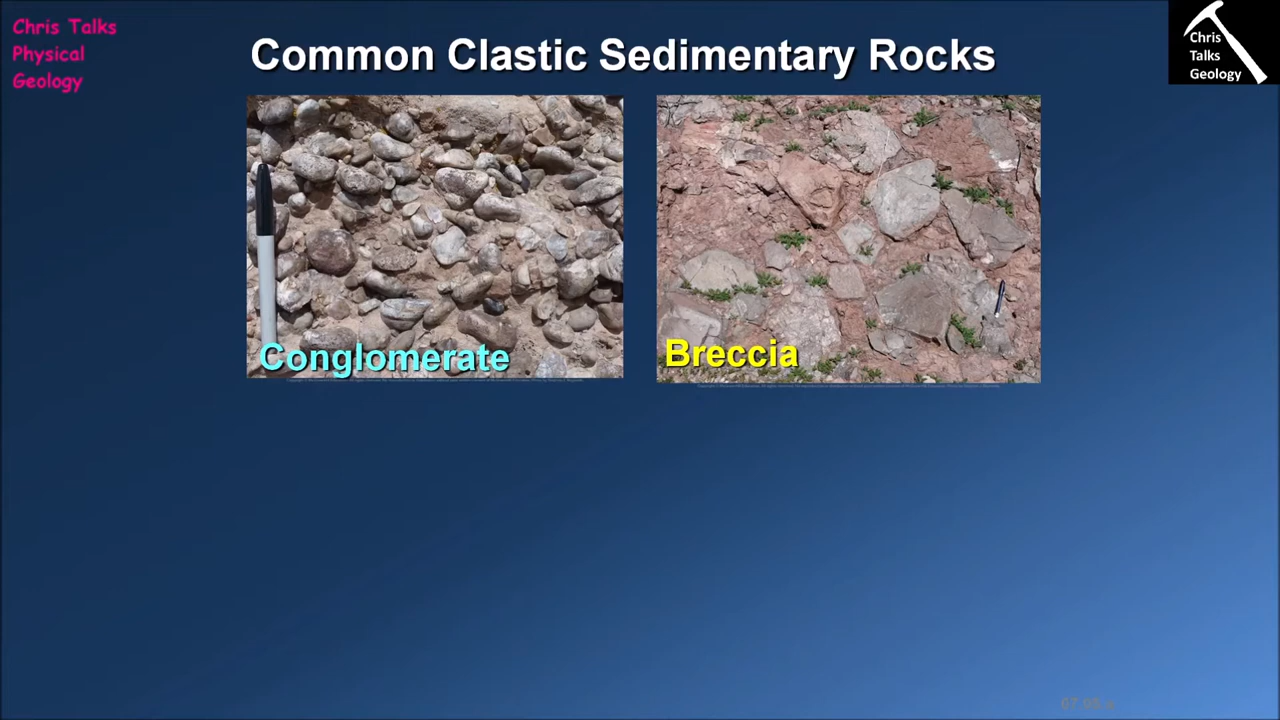 Chris Talks
Physical
Geology
Common Clastic Sedimentary Rocks
Chris
Talks
Geology
Conglomerate
Breccia